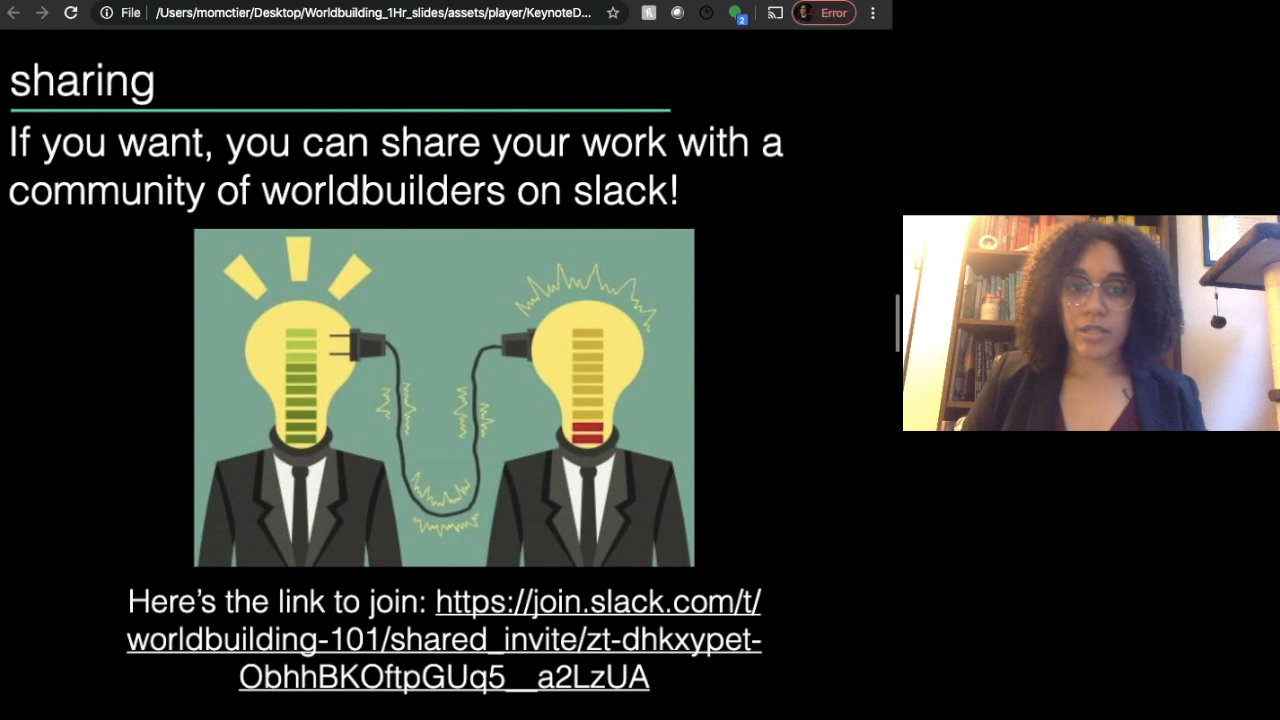 File
/Users/momctier/Desktop/Worldbuilding_1Hr_slides/assets/player/KeynoteD...
2
Error
sharing
If you want, you can share your work with a
community of worldbuilders on slack!
Here’s the link to join: https://join.slack.com/t/
worldbuilding-101/shared_invite/zt-dhkxypet-
ObhhBKOftpGUq5__a2LzUA